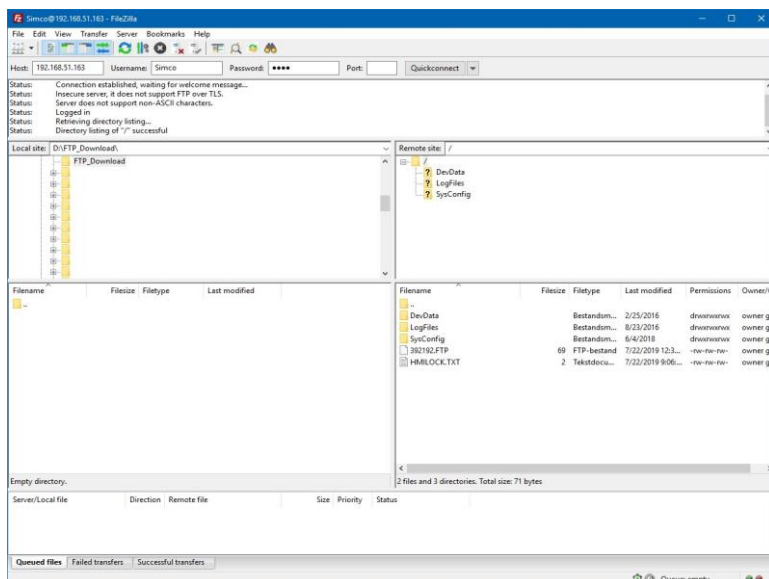 Simco@192.168.51.163 - FileZilla
File Edit View Transfer Server Bookmarks Help
Host: 192.168.51.163 Username: Simco Password: •••• Port: Quickconnect
Status: Connection established, waiting for welcome message...
Status: Insecure server, it does not support FTP over TLS.
Status: Server does not support non-ASCII characters.
Status: Logged in
Status: Retrieving directory listing...
Status: Directory listing of "/" successful
Local site: D:\FTP_Download\
FTP_Download
Remote site: /
/
? DevData
? LogFiles
? SysConfig
Filename Filesize Filetype Last modified
..
Empty directory.
Filename Filesize Filetype Last modified Permissions Owner/
..
DevData Bestandsm... 2/25/2016 drwxrwxrwx owner g
LogFiles Bestandsm... 8/23/2016 drwxrwxrwx owner g
SysConfig Bestandsm... 6/4/2018 drwxrwxrwx owner g
392192.FTP 69 FTP-bestand 7/22/2019 12:3... -rw-rw-rw- owner g
HMILOCK.TXT 2 Tekstdocu... 7/22/2019 9:06:... -rw-rw-rw- owner g
2 files and 3 directories. Total size: 71 bytes
Server/Local file Direction Remote file Size Priority Status
Queued files Failed transfers Successful transfers
Queue: empty